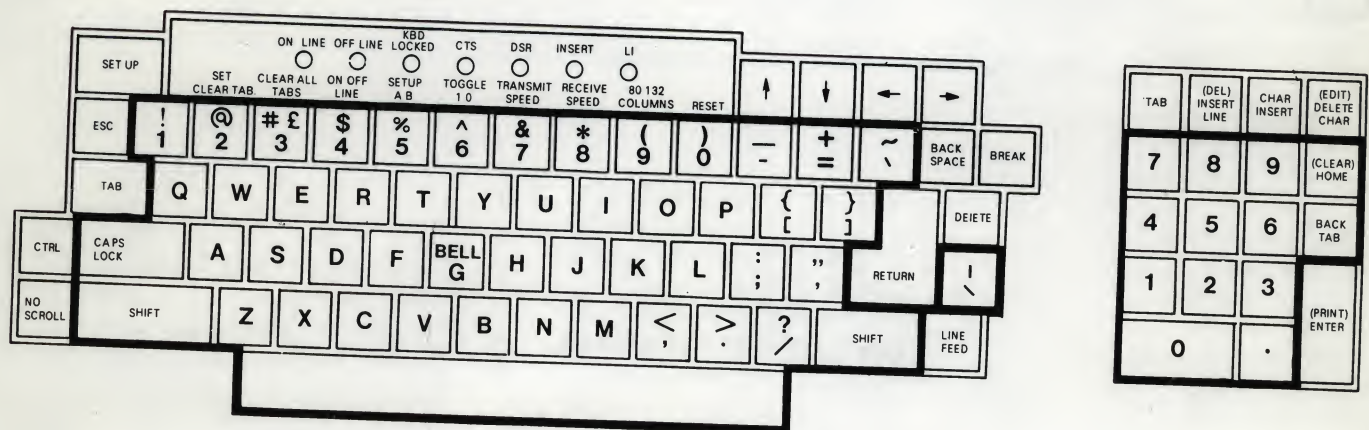 ON LINE OFF LINE KBD LOCKED CTS DSR INSERT LI
SET UP
SET CLEAR TAB CLEAR ALL TABS ON OFF LINE SETUP A B TOGGLE 1 0 TRANSMIT SPEED RECEIVE SPEED 80 132 COLUMNS RESET ↑ ↓ ← →
ESC ! 1 @ 2 # £ 3 $ 4 % 5 ^ 6 & 7 * 8 ( 9 ) 0 — - + = ~ ` BACK SPACE BREAK
TAB Q W E R T Y U I O P { [ } ] DELETE
CTRL CAPS LOCK A S D F BELL G H J K L : ; " ' RETURN | \
NO SCROLL SHIFT Z X C V B N M < , > . ? / SHIFT LINE FEED
TAB (DEL) INSERT LINE CHAR INSERT (EDIT) DELETE CHAR
7 8 9 (CLEAR) HOME
4 5 6 BACK TAB
1 2 3 (PRINT) ENTER
0 .